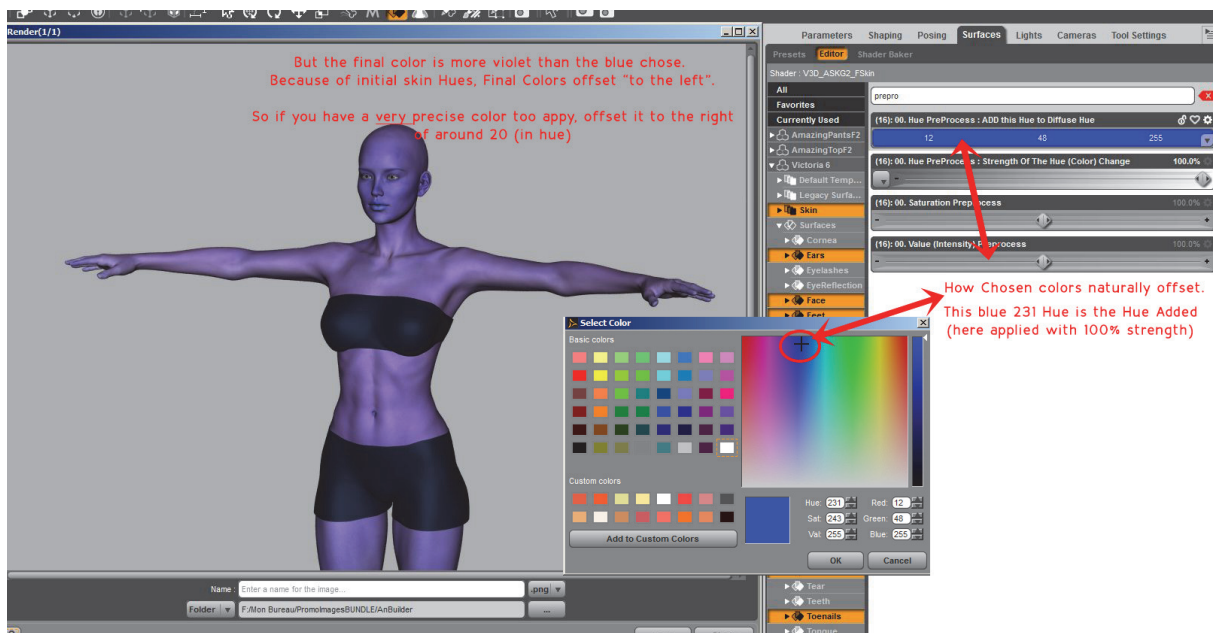 Render(1/1)
But the final color is more violet than the blue chose.
Because of initial skin Hues, Final Colors offset "to the left".
So if you have a very precise color too appy, offset it to the right
of around 20 (in hue)
Name :
Enter a name for the image...
.png
Folder
F:/Mon Bureau/PromoImagesBUNDLE/AnBuilder
...
Parameters
Shaping
Posing
Surfaces
Lights
Cameras
Tool Settings
Presets
Editor
Shader Baker
Shader : V3D_ASKG2_FSkin
All
Favorites
Currently Used
AmazingPantsF2
AmazingTopF2
Victoria 6
Default Temp...
Legacy Surfa...
Skin
Surfaces
Cornea
Ears
Eyelashes
EyeReflection
Face
Feet
Tear
Teeth
Toenails
Tongue
prepro
(16): 00. Hue PreProcess : ADD this Hue to Diffuse Hue
12
48
255
(16): 00. Hue PreProcess : Strength Of The Hue (Color) Change
100.0%
(16): 00. Saturation Preprocess
100.0%
(16): 00. Value (Intensity) Preprocess
100.0%
How Chosen colors naturally offset.
This blue 231 Hue is the Hue Added
(here applied with 100% strength)
Select Color
Basic colors
Custom colors
Add to Custom Colors
Hue: 231
Red: 12
Sat: 243
Green: 48
Val: 255
Blue: 255
OK
Cancel